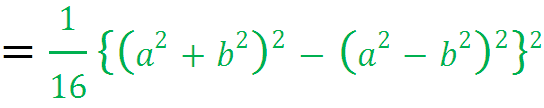 = 1/16 {(a² + b²)² − (a² − b²)²}²